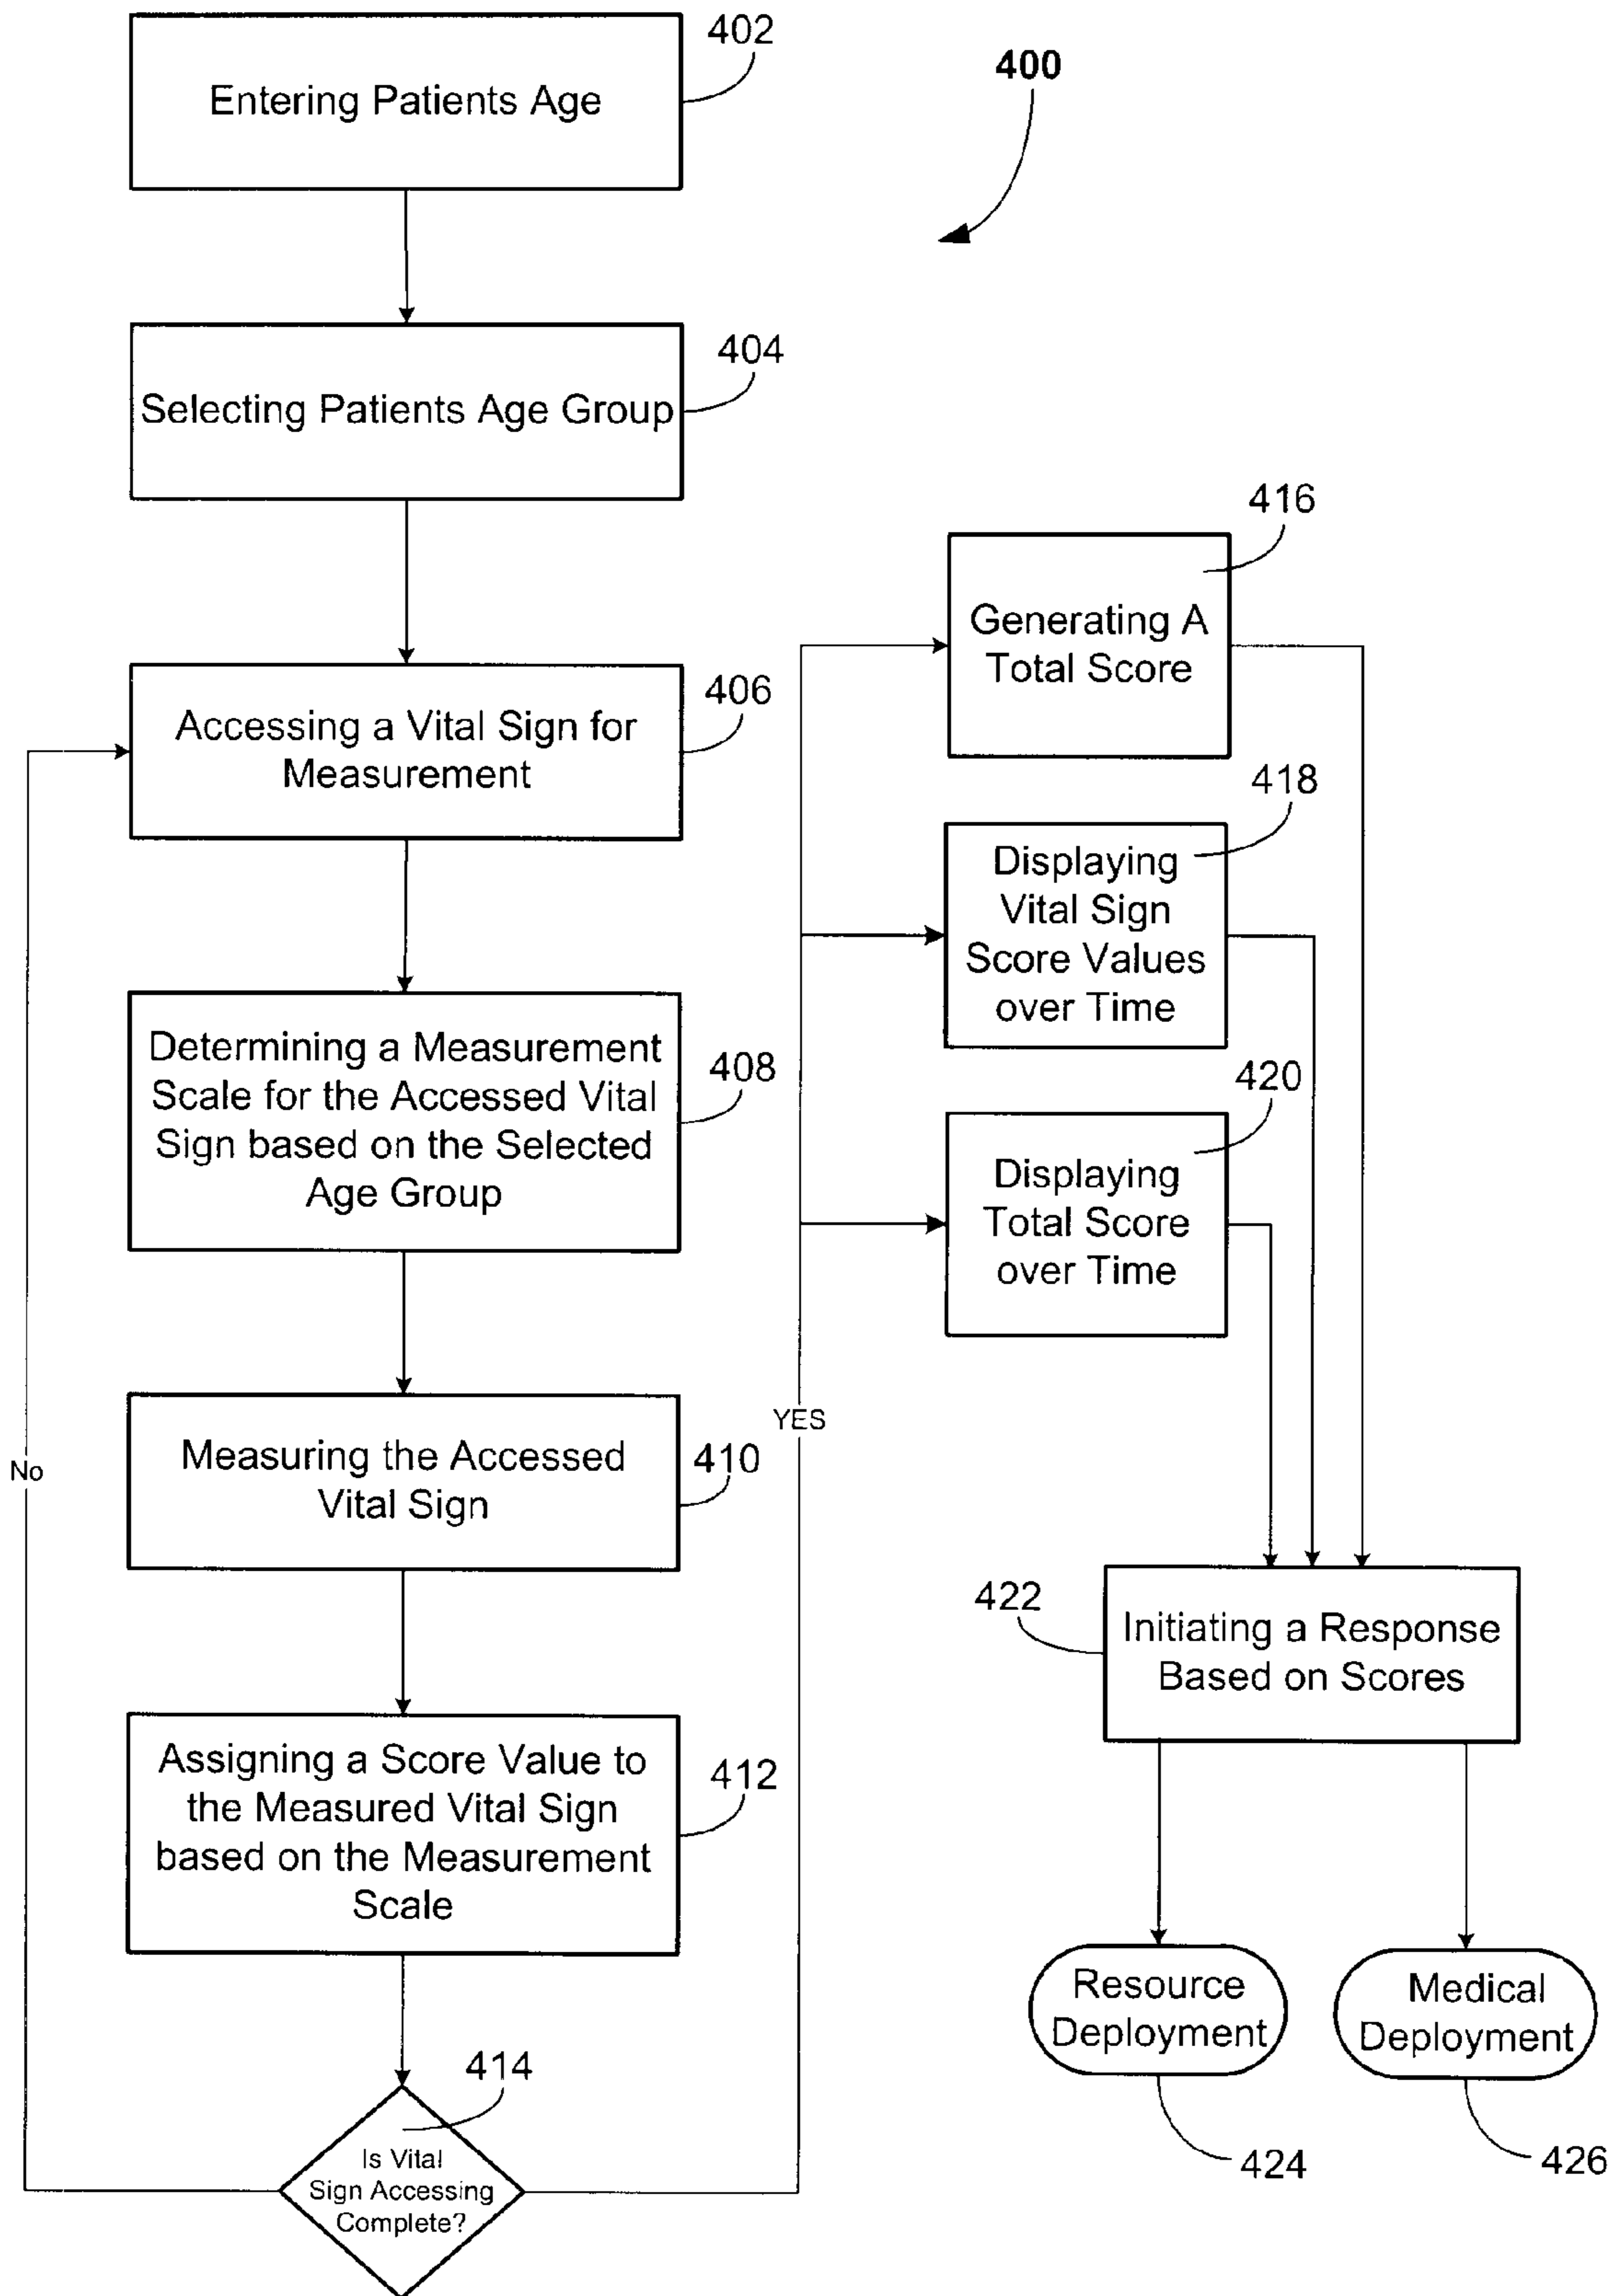 402
Entering Patients Age
400
404
Selecting Patients Age Group
406
Accessing a Vital Sign for
Measurement
408
Determining a Measurement
Scale for the Accessed Vital
Sign based on the Selected
Age Group
410
Measuring the Accessed
Vital Sign
412
Assigning a Score Value to
the Measured Vital Sign
based on the Measurement
Scale
414
Is Vital
Sign Accessing
Complete?
No
YES
416
Generating A
Total Score
418
Displaying
Vital Sign
Score Values
over Time
420
Displaying
Total Score
over Time
422
Initiating a Response
Based on Scores
Resource
Deployment
424
Medical
Deployment
426